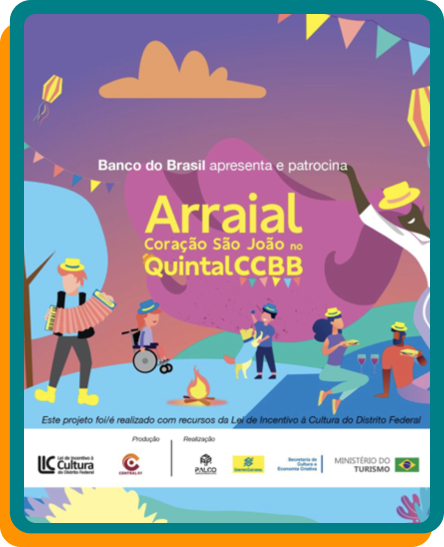 Banco do Brasil apresenta e patrocina
Arraial
Coração São João no
QuintalCCBB
Este projeto foi/é realizado com recursos da Lei de Incentivo à Cultura do Distrito Federal
Produção
Realização
LIC
Lei de Incentivo à
Cultura
do Distrito Federal
CENTRAL
PALCO
Secretaria de
Cultura e
Economia Criativa
MINISTÉRIO DO
TURISMO